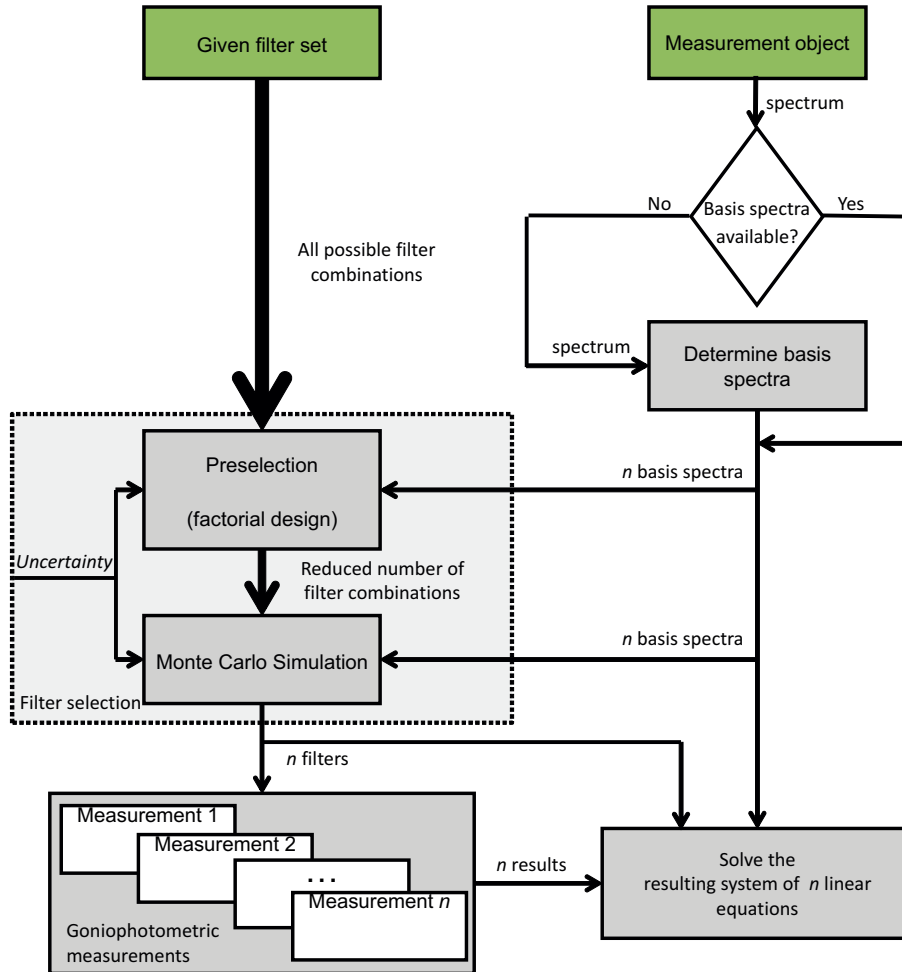 Given filter set
Measurement object
spectrum
No
Basis spectra
available?
Yes
All possible filter
combinations
spectrum
Determine basis
spectra
Preselection
(factorial design)
n basis spectra
Uncertainty
Reduced number of
filter combinations
Monte Carlo Simulation
n basis spectra
Filter selection
n filters
Measurement 1
Measurement 2
...
Measurement n
Goniophotometric
measurements
n results
Solve the
resulting system of n linear
equations